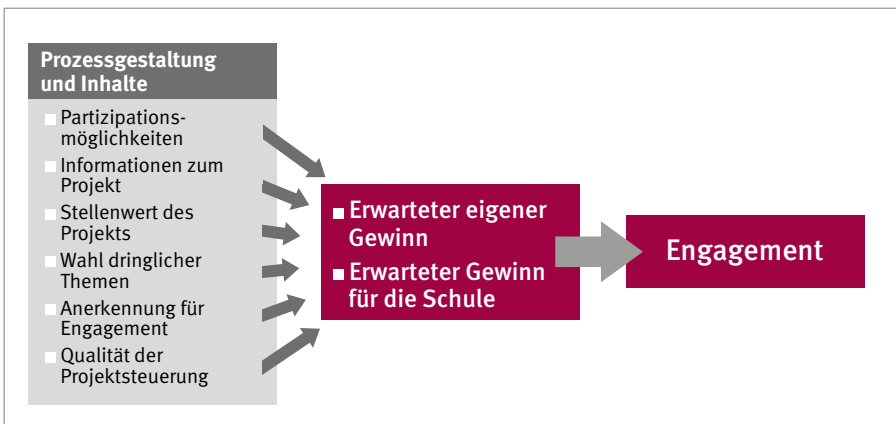 Prozessgestaltung
und Inhalte
Partizipations-
möglichkeiten
Informationen zum
Projekt
Stellenwert des
Projekts
Wahl dringlicher
Themen
Anerkennung für
Engagement
Qualität der
Projektsteuerung
Erwarteter eigener
Gewinn
Erwarteter Gewinn
für die Schule
Engagement